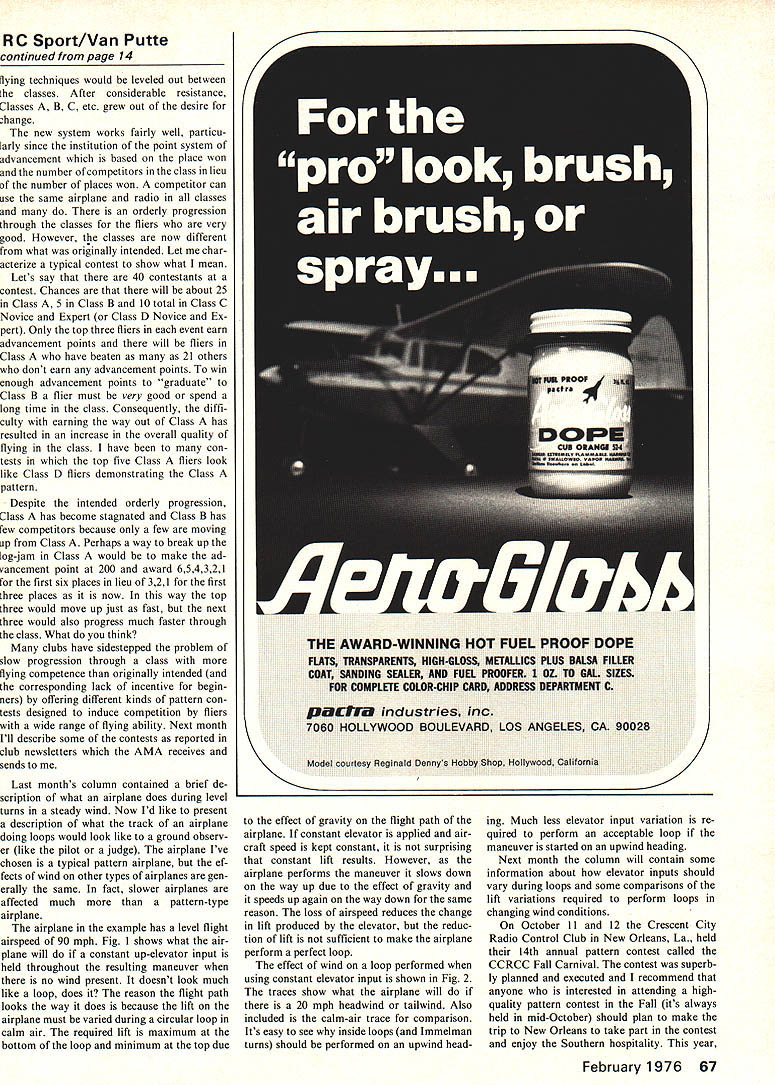 RC Sport/Van Putte
continued from page 14
flying techniques would be leveled out between
the classes. After considerable resistance,
Classes A, B, C, etc. grew out of the desire for
change.
The new system works fairly well, particu-
larly since the institution of the point system of
advancement which is based on the place won
and the number of competitors in the class in lieu
of the number of places won. A competitor can
use the same airplane and radio in all classes
and many do. There is an orderly progression
through the classes for the fliers who are very
good. However, the classes are now different
from what was originally intended. Let me char-
acterize a typical contest to show what I mean.
Let's say that there are 40 contestants at a
contest. Chances are that there will be about 25
in Class A, 5 in Class B and 10 total in Class C
Novice and Expert (or Class D Novice and Ex-
pert). Only the top three fliers in each event earn
advancement points and there will be fliers in
Class A who have beaten as many as 21 others
who don't earn any advancement points. To win
enough advancement points to "graduate" to
Class B a flier must be very good or spend a
long time in the class. Consequently, the diffi-
culty with earning the way out of Class A has
resulted in an increase in the overall quality of
flying in the class. I have been to many con-
tests in which the top five Class A fliers look
like Class D fliers demonstrating the Class A
pattern.
Despite the intended orderly progression,
Class A has become stagnated and Class B has
few competitors because only a few are moving
up from Class A. Perhaps a way to break up the
log-jam in Class A would be to make the ad-
vancement point at 200 and award 6,5,4,3,2,1
for the first six places in lieu of 3,2,1 for the first
three places as it is now. In this way the top
three would move up just as fast, but the next
three would also progress much faster through
the class. What do you think?
Many clubs have sidestepped the problem of
slow progression through a class with more
flying competence than originally intended (and
the corresponding lack of incentive for begin-
ners) by offering different kinds of pattern con-
tests designed to induce competition by fliers
with a wide range of flying ability. Next month
I'll describe some of the contests as reported in
club newsletters which the AMA receives and
sends to me.
Last month's column contained a brief de-
scription of what an airplane does during level
turns in a steady wind. Now I'd like to present
a description of what the track of an airplane
doing loops would look like to a ground observ-
er (like the pilot or a judge). The airplane I've
chosen is a typical pattern airplane, but the ef-
fects of wind on other types of airplanes are gen-
erally the same. In fact, slower airplanes are
affected much more than a pattern-type
airplane.
The airplane in the example has a level flight
airspeed of 90 mph. Fig. 1 shows what the air-
plane will do if a constant up-elevator input is
held throughout the resulting maneuver when
there is no wind present. It doesn't look much
like a loop, does it? The reason the flight path
looks the way it does is because the lift on the
airplane must be varied during a circular loop in
calm air. The required lift is maximum at the
bottom of the loop and minimum at the top due
For the
"pro" look, brush,
air brush, or
spray...
HOT FUEL PROOF
pactra
AeroGloss
DOPE
CUB ORANGE 52-4
AeroGloss
THE AWARD-WINNING HOT FUEL PROOF DOPE
FLATS, TRANSPARENTS, HIGH-GLOSS, METALLICS PLUS BALSA FILLER
COAT, SANDING SEALER, AND FUEL PROOFER. 1 OZ. TO GAL. SIZES.
FOR COMPLETE COLOR-CHIP CARD, ADDRESS DEPARTMENT C.
pactra industries, inc.
7060 HOLLYWOOD BOULEVARD, LOS ANGELES, CA. 90028
Model courtesy Reginald Denny's Hobby Shop, Hollywood, California
to the effect of gravity on the flight path of the
airplane. If constant elevator is applied and air-
craft speed is kept constant, it is not surprising
that constant lift results. However, as the
airplane performs the maneuver it slows down
on the way up due to the effect of gravity and
it speeds up again on the way down for the same
reason. The loss of airspeed reduces the change
in lift produced by the elevator, but the reduc-
tion of lift is not sufficient to make the airplane
perform a perfect loop.
The effect of wind on a loop performed when
using constant elevator input is shown in Fig. 2.
The traces show what the airplane will do if
there is a 20 mph headwind or tailwind. Also
included is the calm-air trace for comparison.
It's easy to see why inside loops (and Immelman
turns) should be performed on an upwind head-
ing. Much less elevator input variation is re-
quired to perform an acceptable loop if the
maneuver is started on an upwind heading.
Next month the column will contain some
information about how elevator inputs should
vary during loops and some comparisons of the
lift variations required to perform loops in
changing wind conditions.
On October 11 and 12 the Crescent City
Radio Control Club in New Orleans, La., held
their 14th annual pattern contest called the
CCRCC Fall Carnival. The contest was superb-
ly planned and executed and I recommend that
anyone who is interested in attending a high-
quality pattern contest in the Fall (it's always
held in mid-October) should plan to make the
trip to New Orleans to take part in the contest
and enjoy the Southern hospitality. This year,
February 1976 67